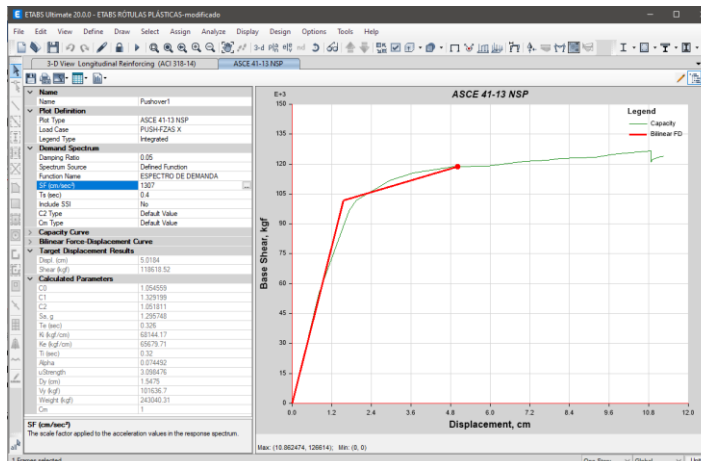 ETABS Ultimate 20.0.0 - ETABS RÓTULAS PLÁSTICAS-modificado
File Edit View Define Draw Select Assign Analyze Display Design Options Tools Help
3-D View Longitudinal Reinforcing (ACI 318-14) ASCE 41-13 NSP
Name
Name Pushover1
Plot Definition
Plot Type ASCE 41-13 NSP
Load Case PUSH-FZAS X
Legend Type Integrated
Demand Spectrum
Damping Ratio 0.05
Spectrum Source Defined Function
Function Name ESPECTRO DE DEMANDA
SF (cm/sec²) 1307
Ts (sec) 0.4
Include SSI No
C2 Type Default Value
Cm Type Default Value
Capacity Curve
Bilinear Force-Displacement Curve
Target Displacement Results
Displ. (cm) 5.0184
Shear (kgf) 118618.52
Calculated Parameters
C0 1.054559
C1 1.329199
C2 1.051811
Sa, g 1.295748
Te (sec) 0.326
Ki (kgf/cm) 68144.17
Ke (kgf/cm) 65679.71
Ti (sec) 0.32
Alpha 0.074492
uStrength 3.098476
Dy (cm) 1.5475
Vy (kgf) 101636.7
Weight (kgf) 243040.31
Cm 1
SF (cm/sec²)
The scale factor applied to the acceleration values in the response spectrum.
E+3
ASCE 41-13 NSP
Legend
Capacity
Bilinear FD
150
135
120
105
90
75
60
45
30
15
0
Base Shear, kgf
0.0 1.2 2.4 3.6 4.8 6.0 7.2 8.4 9.6 10.8 12.0
Displacement, cm
Max: (10.862474, 126614); Min: (0, 0)
1 Frames selected
Global